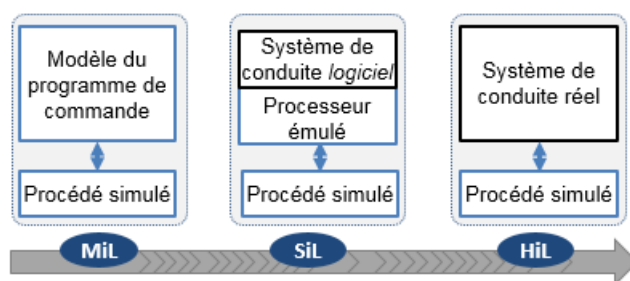 Modèle du
programme de
commande
Procédé simulé
Système de
conduite logiciel
Processeur
émulé
Procédé simulé
Système de
conduite réel
Procédé simulé
MiL
SiL
HiL